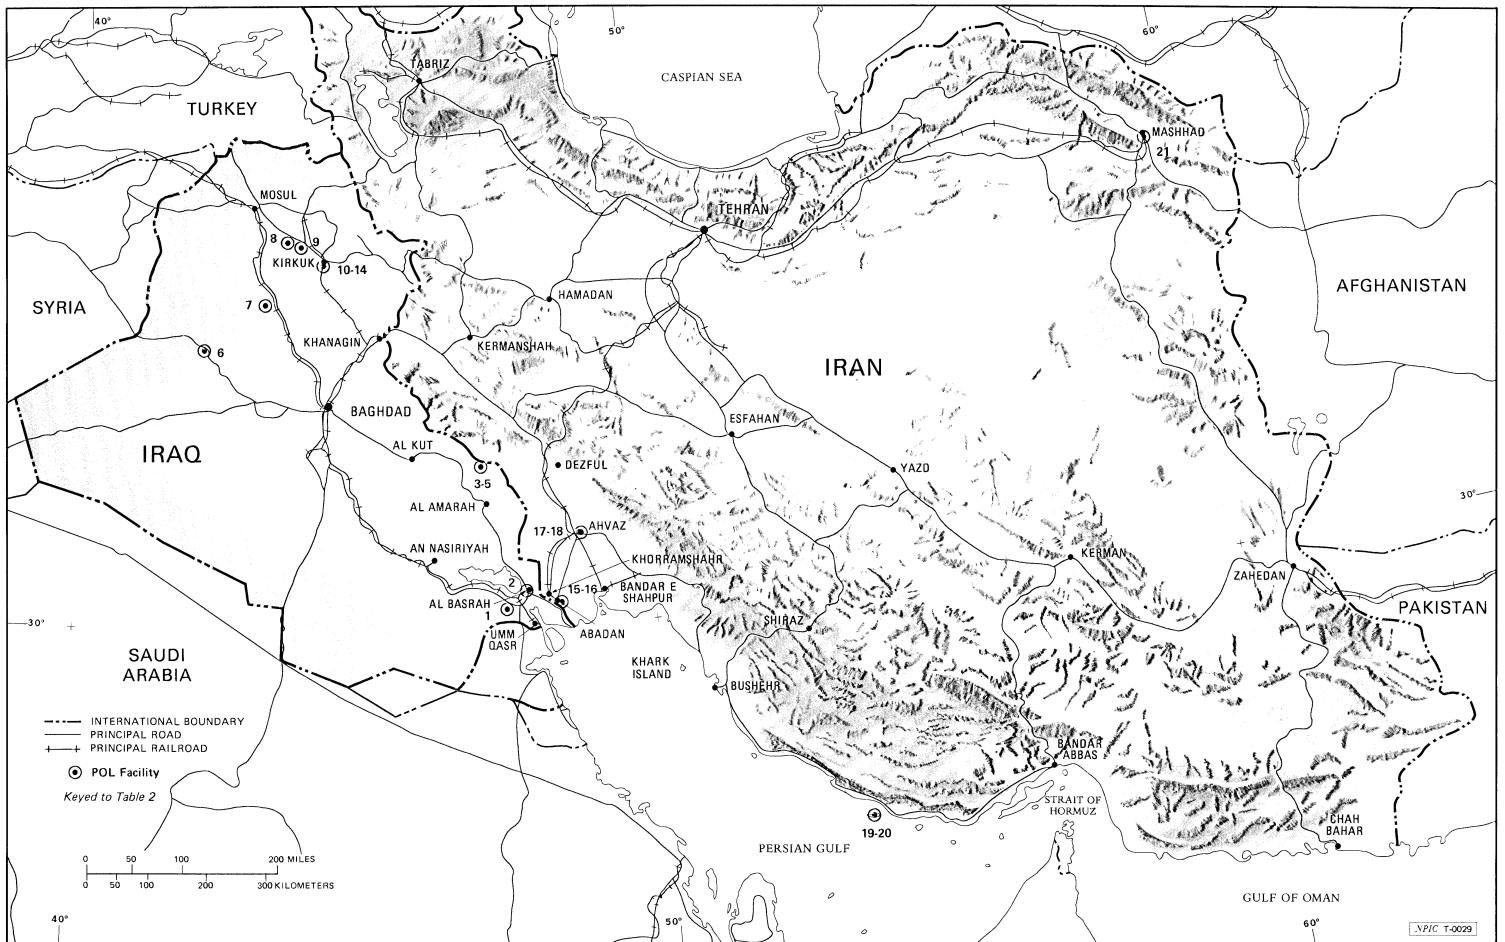 40°
50°
60°
TABRIZ
CASPIAN SEA
TURKEY
MASHHAD
21
MOSUL
TEHRAN
8
9
KIRKUK
10-14
SYRIA
7
HAMADAN
AFGHANISTAN
KHANAGIN
KERMANSHAH
6
IRAN
BAGHDAD
ESFAHAN
AL KUT
IRAQ
DEZFUL
YAZD
3-5
30°
AL AMARAH
17-18
AHVAZ
AN NASIRIYAH
KHORRAMSHAHR
KERMAN
2
15-16
BANDAR E
SHAHPUR
ZAHEDAN
AL BASRAH
1
PAKISTAN
30°
UMM
QASR
ABADAN
SHIRAZ
SAUDI
ARABIA
KHARK
ISLAND
BUSHEHR
INTERNATIONAL BOUNDARY
PRINCIPAL ROAD
PRINCIPAL RAILROAD
BANDAR
ABBAS
POL Facility
Keyed to Table 2
STRAIT OF
HORMUZ
CHAH
BAHAR
19-20
PERSIAN GULF
0 50 100 200 MILES
0 50 100 200 300 KILOMETERS
GULF OF OMAN
40°
50°
60°
NPIC T-0029